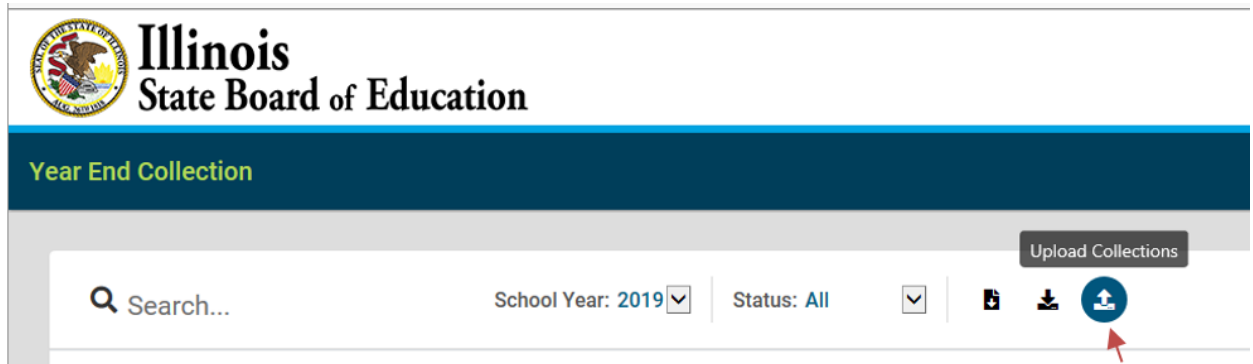 Illinois
State Board of Education
Year End Collection
Upload Collections
Search...
School Year: 2019
Status: All